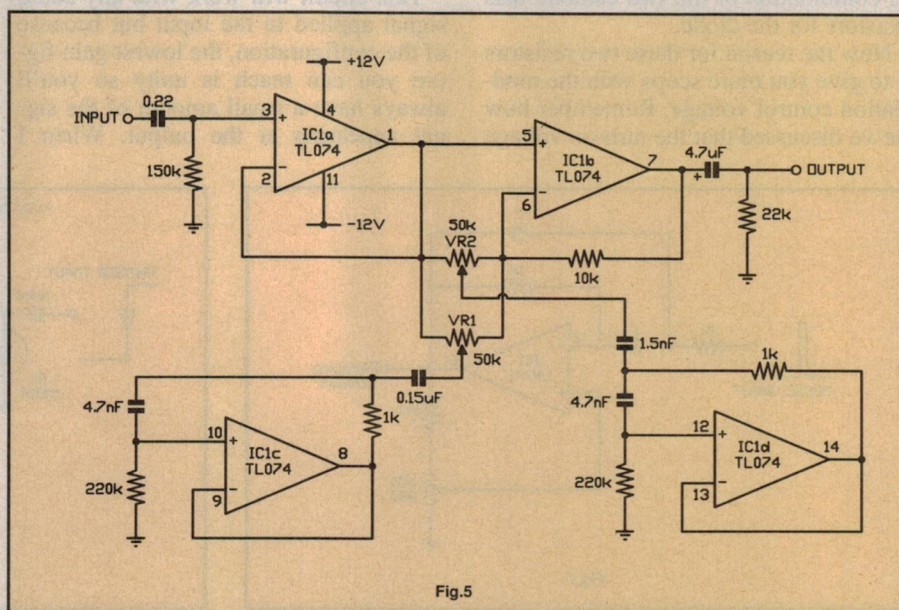 +12V
0.22
INPUT
3
+
4
IC1a
TL074
1
150k
-
2
11
-12V
5
+
IC1b
TL074
7
-
6
4.7uF
+
OUTPUT
22k
50k
VR2
10k
VR1
50k
1.5nF
1k
0.15uF
4.7nF
1k
4.7nF
10
+
IC1c
TL074
8
220k
-
9
12
+
IC1d
TL074
14
220k
-
13
Fig.5